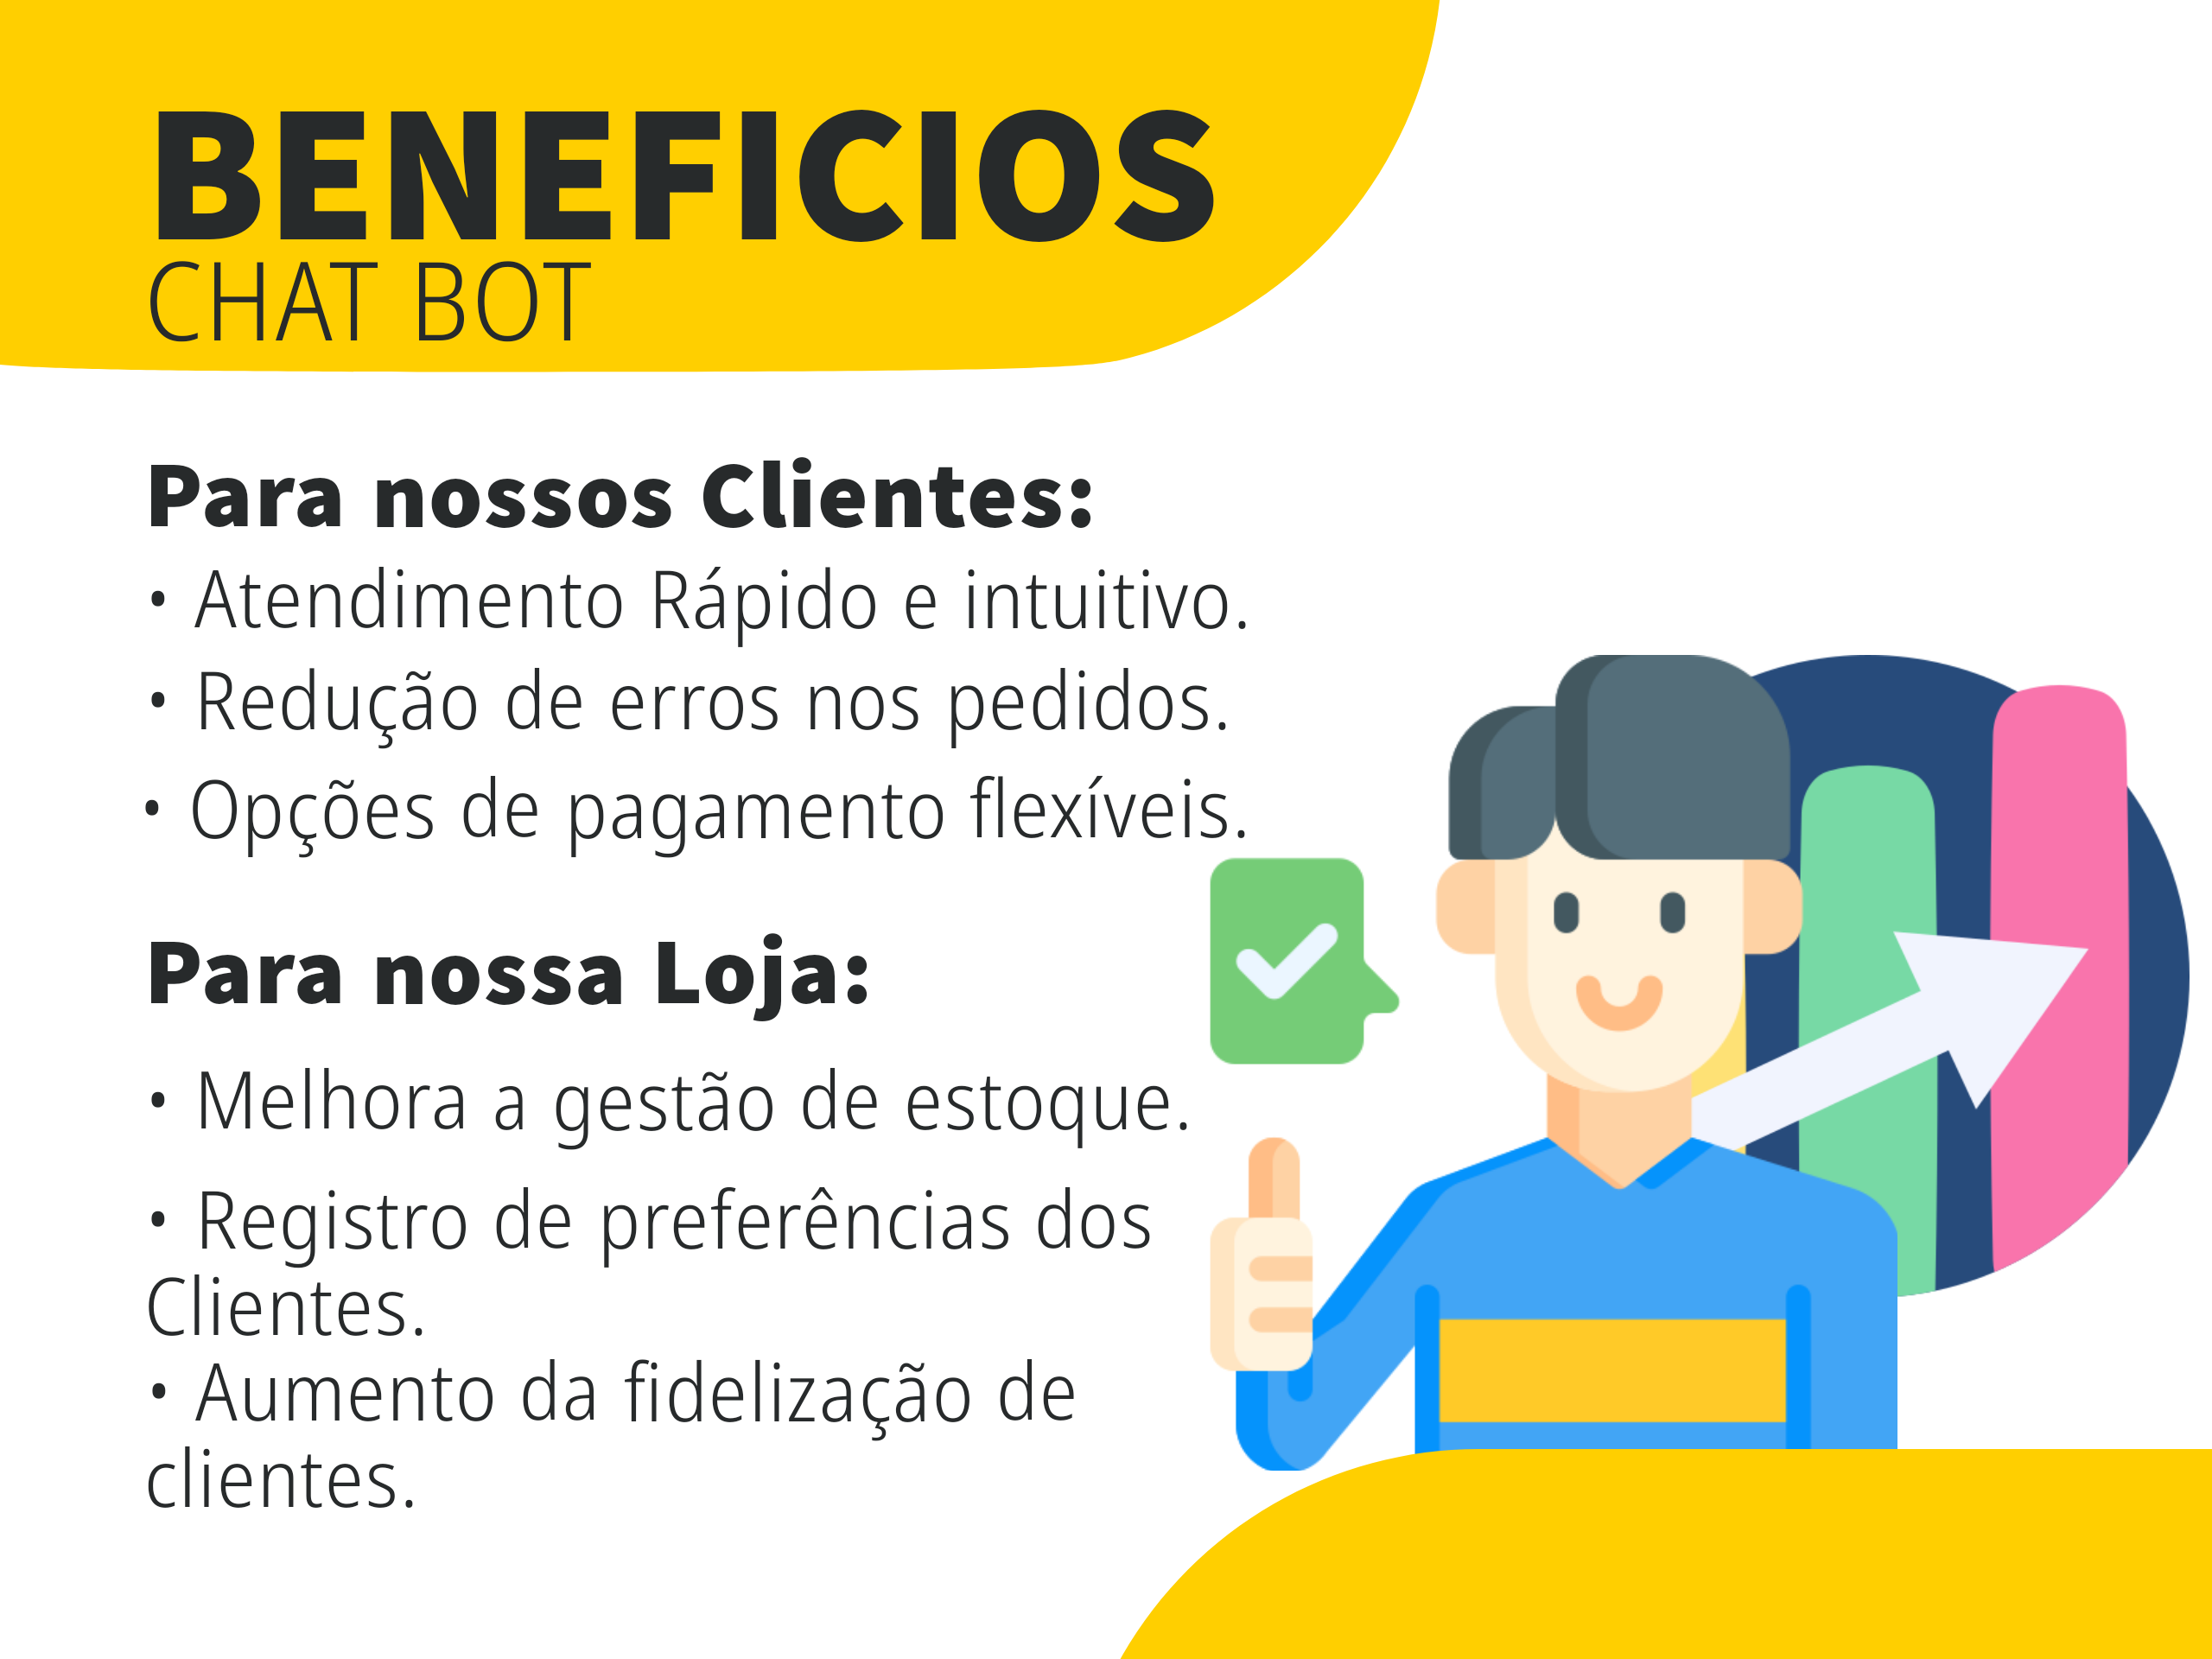 BENEFICIOS
CHAT BOT
Para nossos Clientes:
• Atendimento Rápido e intuitivo.
• Redução de erros nos pedidos.
• Opções de pagamento flexíveis.
Para nossa Loja:
• Melhora a gestão de estoque.
• Registro de preferências dos
Clientes.
• Aumento da fidelização de
clientes.